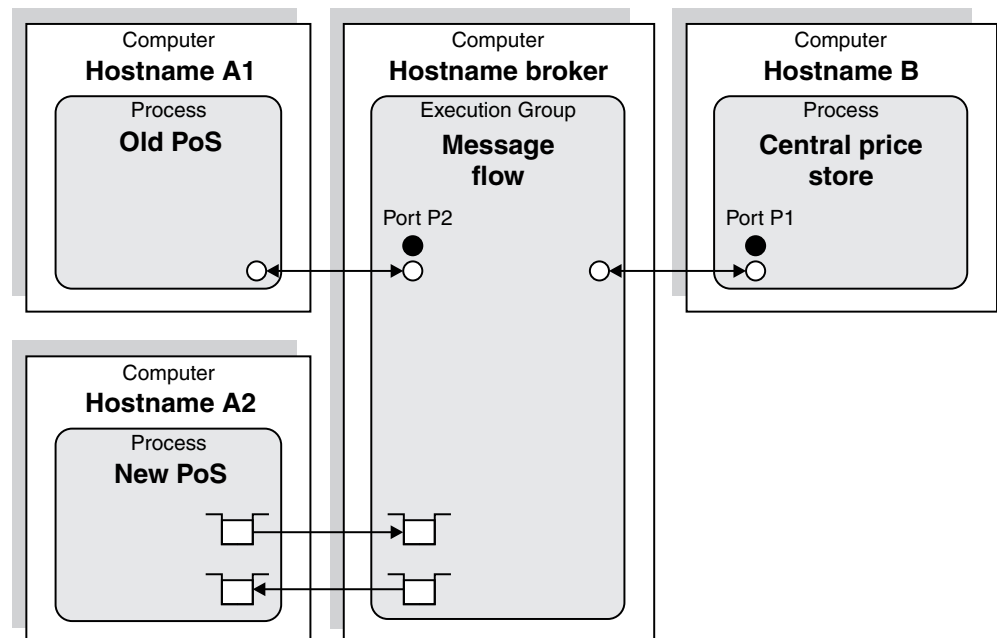 Computer
Hostname A1
Process
Old PoS
Computer
Hostname broker
Execution Group
Message
flow
Port P2
Computer
Hostname B
Process
Central price
store
Port P1
Computer
Hostname A2
Process
New PoS